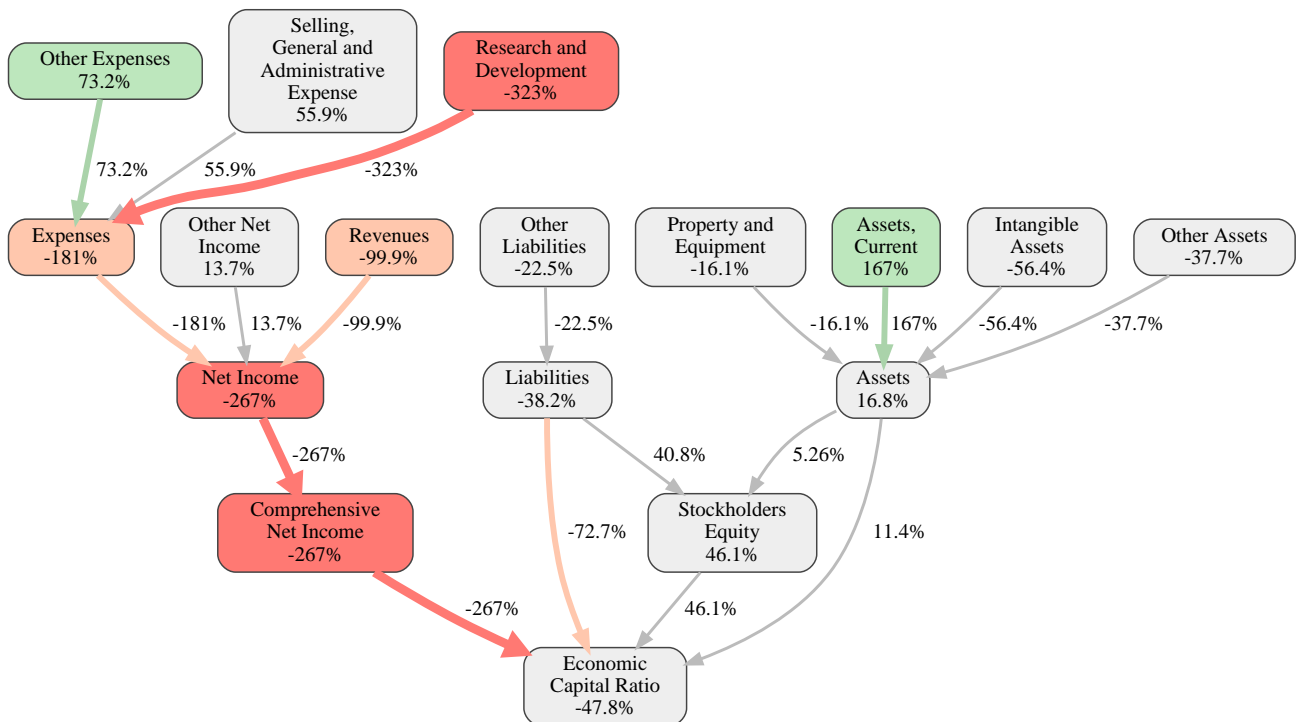 Other Expenses
73.2%
Selling,
General and
Administrative
Expense
55.9%
Research and
Development
-323%
73.2%
55.9%
-323%
Expenses
-181%
Other Net
Income
13.7%
Revenues
-99.9%
Other
Liabilities
-22.5%
Property and
Equipment
-16.1%
Assets,
Current
167%
Intangible
Assets
-56.4%
Other Assets
-37.7%
-181%
13.7%
-99.9%
-22.5%
-16.1%
167%
-56.4%
-37.7%
Net Income
-267%
Liabilities
-38.2%
Assets
16.8%
-267%
40.8%
5.26%
Comprehensive
Net Income
-267%
-72.7%
Stockholders
Equity
46.1%
11.4%
-267%
46.1%
Economic
Capital Ratio
-47.8%